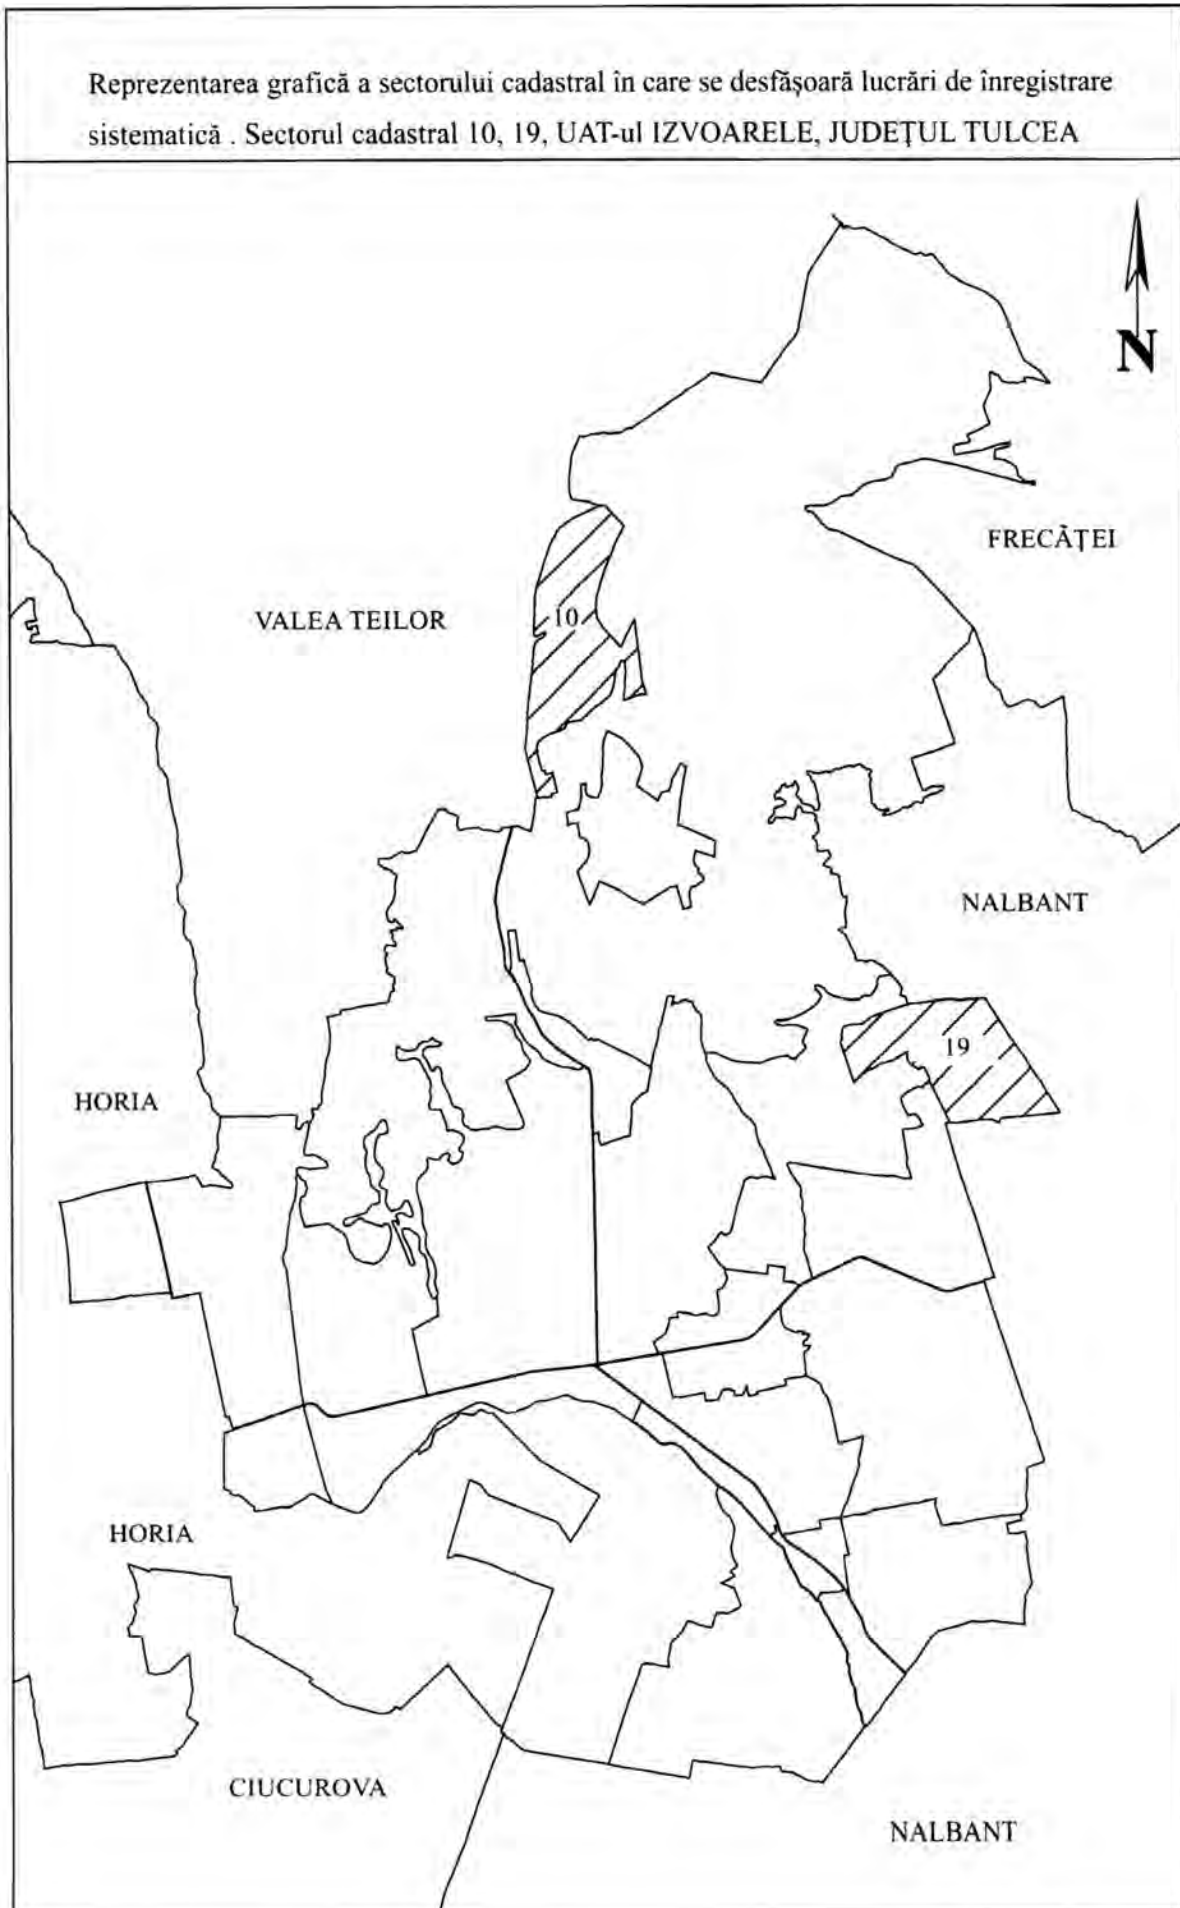 Reprezentarea grafică a sectorului cadastral în care se desfășoară lucrări de înregistrare
sistematică . Sectorul cadastral 10, 19, UAT-ul IZVOARELE, JUDEȚUL TULCEA
N
FRECĂȚEI
VALEA TEILOR
10
NALBANT
19
HORIA
HORIA
CIUCUROVA
NALBANT